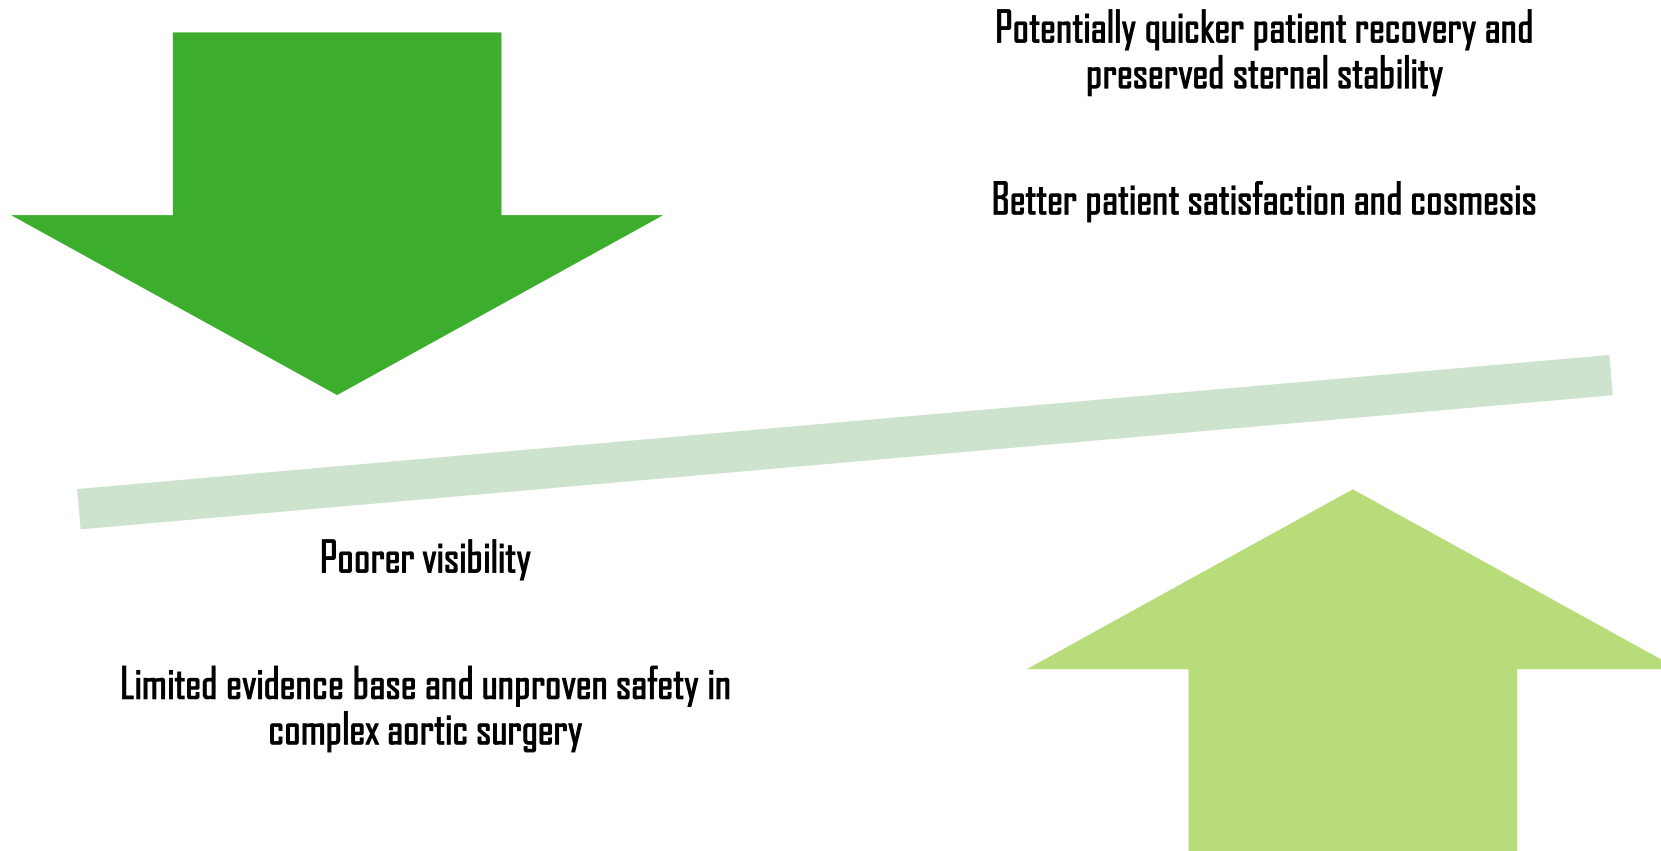 Potentially quicker patient recovery and
preserved sternal stability
Better patient satisfaction and cosmesis
Poorer visibility
Limited evidence base and unproven safety in
complex aortic surgery